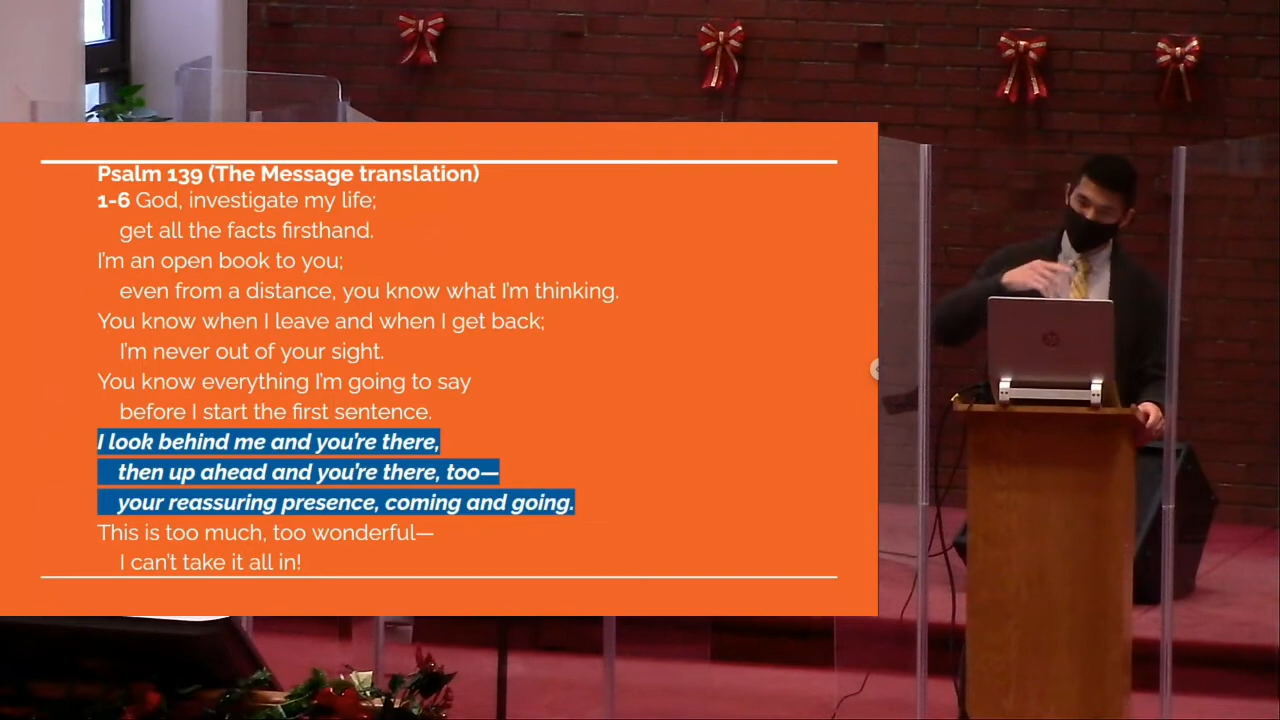 Psalm 139 (The Message translation)
1-6 God, investigate my life;
get all the facts firsthand.
I'm an open book to you;
even from a distance, you know what I'm thinking.
You know when I leave and when I get back;
I'm never out of your sight.
You know everything I'm going to say
before I start the first sentence.
I look behind me and you're there,
then up ahead and you're there, too—
your reassuring presence, coming and going.
This is too much, too wonderful—
I can't take it all in!